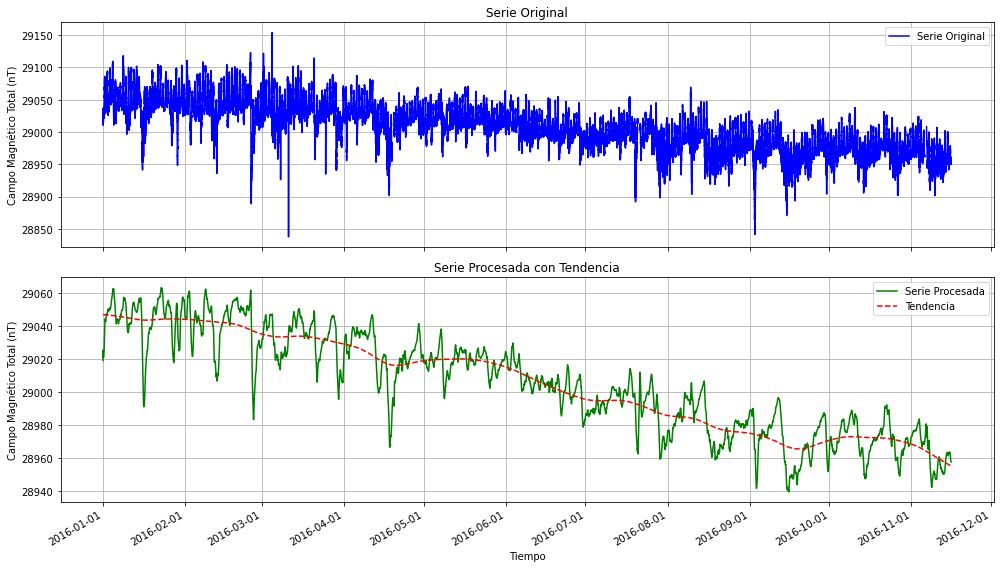 Serie Original
Campo Magnético Total (nT)
29150
29100
29050
29000
28950
28900
28850
Serie Original
Serie Procesada con Tendencia
Campo Magnético Total (nT)
29060
29040
29020
29000
28980
28960
28940
Serie Procesada
Tendencia
2016-01-01 2016-02-01 2016-03-01 2016-04-01 2016-05-01 2016-06-01 2016-07-01 2016-08-01 2016-09-01 2016-10-01 2016-11-01 2016-12-01
Tiempo